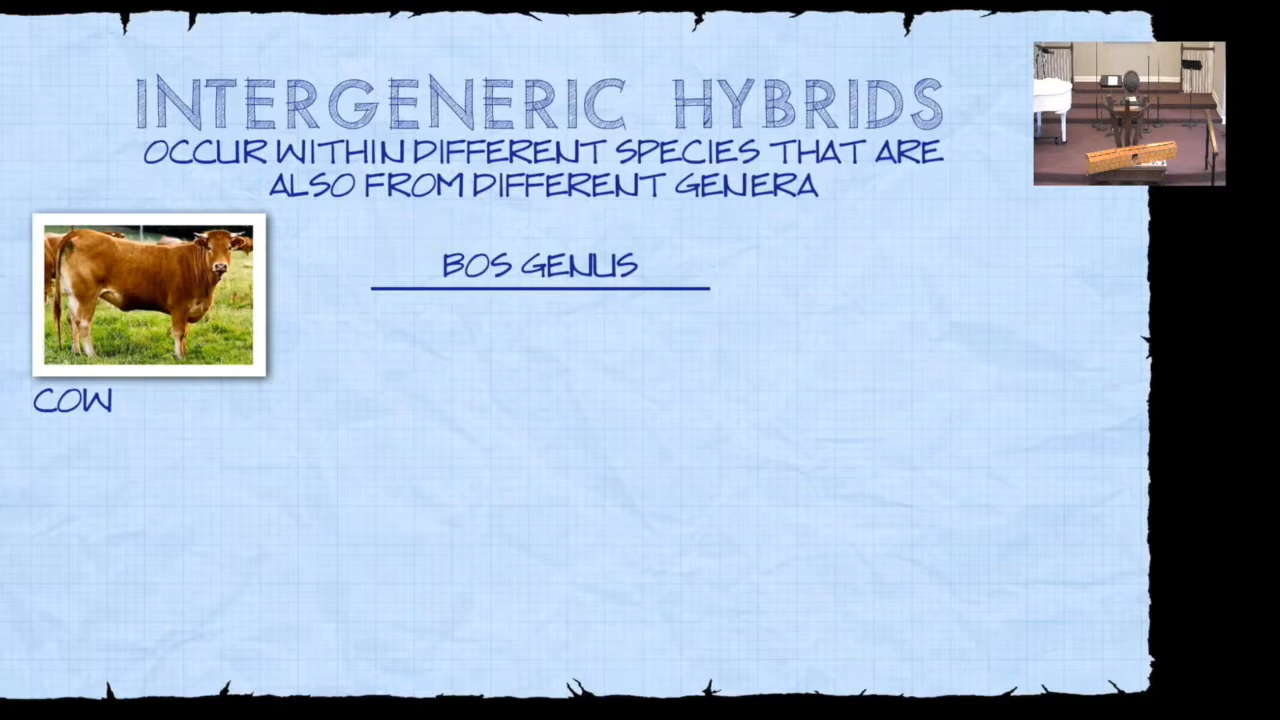 INTERGENERIC HYBRIDS
OCCUR WITHIN DIFFERENT SPECIES THAT ARE
ALSO FROM DIFFERENT GENERA
BOS GENUS
COW